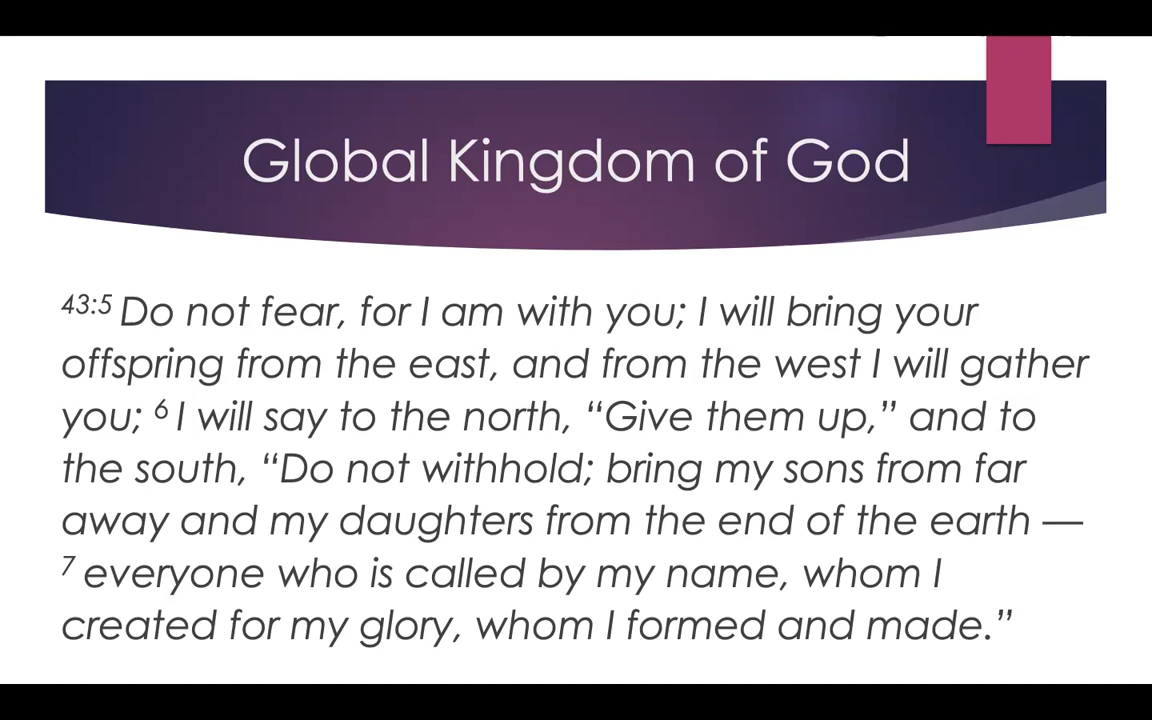 Global Kingdom of God
43:5 Do not fear, for I am with you; I will bring your
offspring from the east, and from the west I will gather
you; 6 I will say to the north, “Give them up,” and to
the south, “Do not withhold; bring my sons from far
away and my daughters from the end of the earth —
7 everyone who is called by my name, whom I
created for my glory, whom I formed and made.”